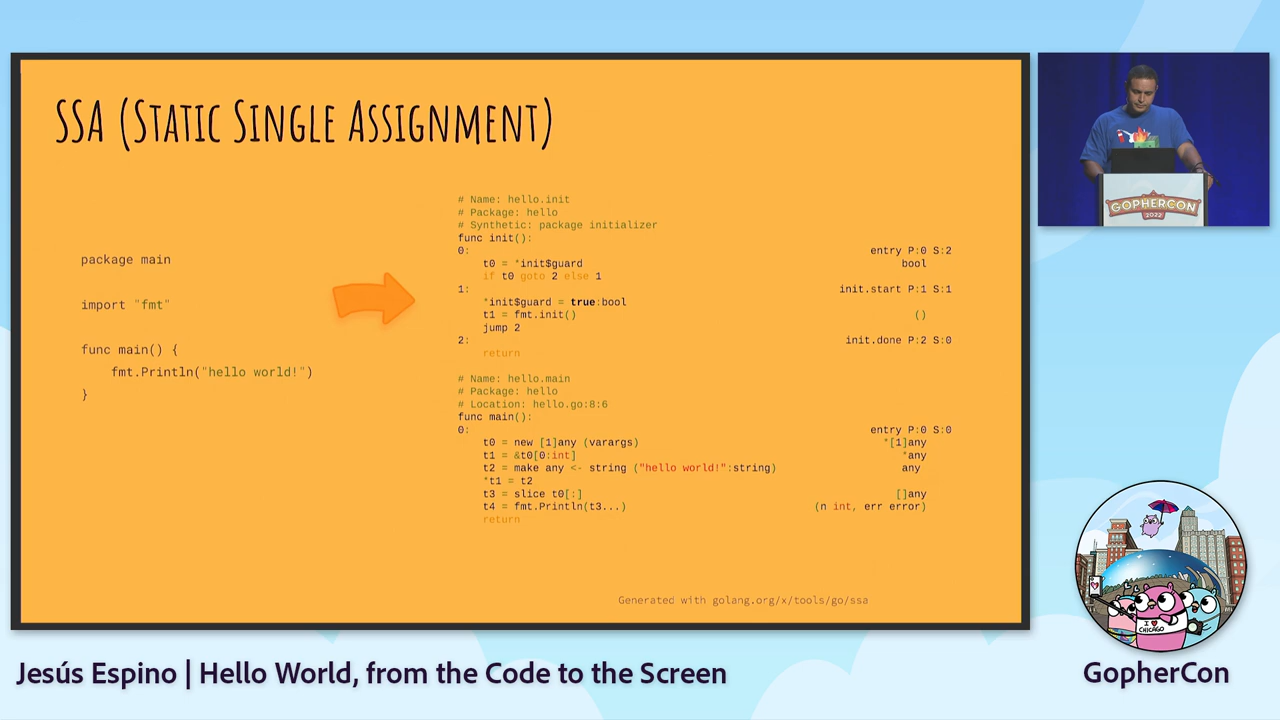 SSA (Static Single Assignment)
package main
import "fmt"
func main() {
fmt.Println("hello world!")
}
# Name: hello.init
# Package: hello
# Synthetic: package initializer
func init():
0: entry P:0 S:2
t0 = *init$guard bool
if t0 goto 2 else 1
1: init.start P:1 S:1
*init$guard = true:bool
t1 = fmt.init() ()
jump 2
2: init.done P:2 S:0
return
# Name: hello.main
# Package: hello
# Location: hello.go:8:6
func main():
0: entry P:0 S:0
t0 = new [1]any (varargs) *[1]any
t1 = &t0[0:int] *any
t2 = make any <- string ("hello world!":string) any
*t1 = t2
t3 = slice t0[:] []any
t4 = fmt.Println(t3...) (n int, err error)
return
Generated with golang.org/x/tools/go/ssa
GOPHERCON
2022
I ♥
CHICAGO
Jesús Espino | Hello World, from the Code to the Screen
GopherCon